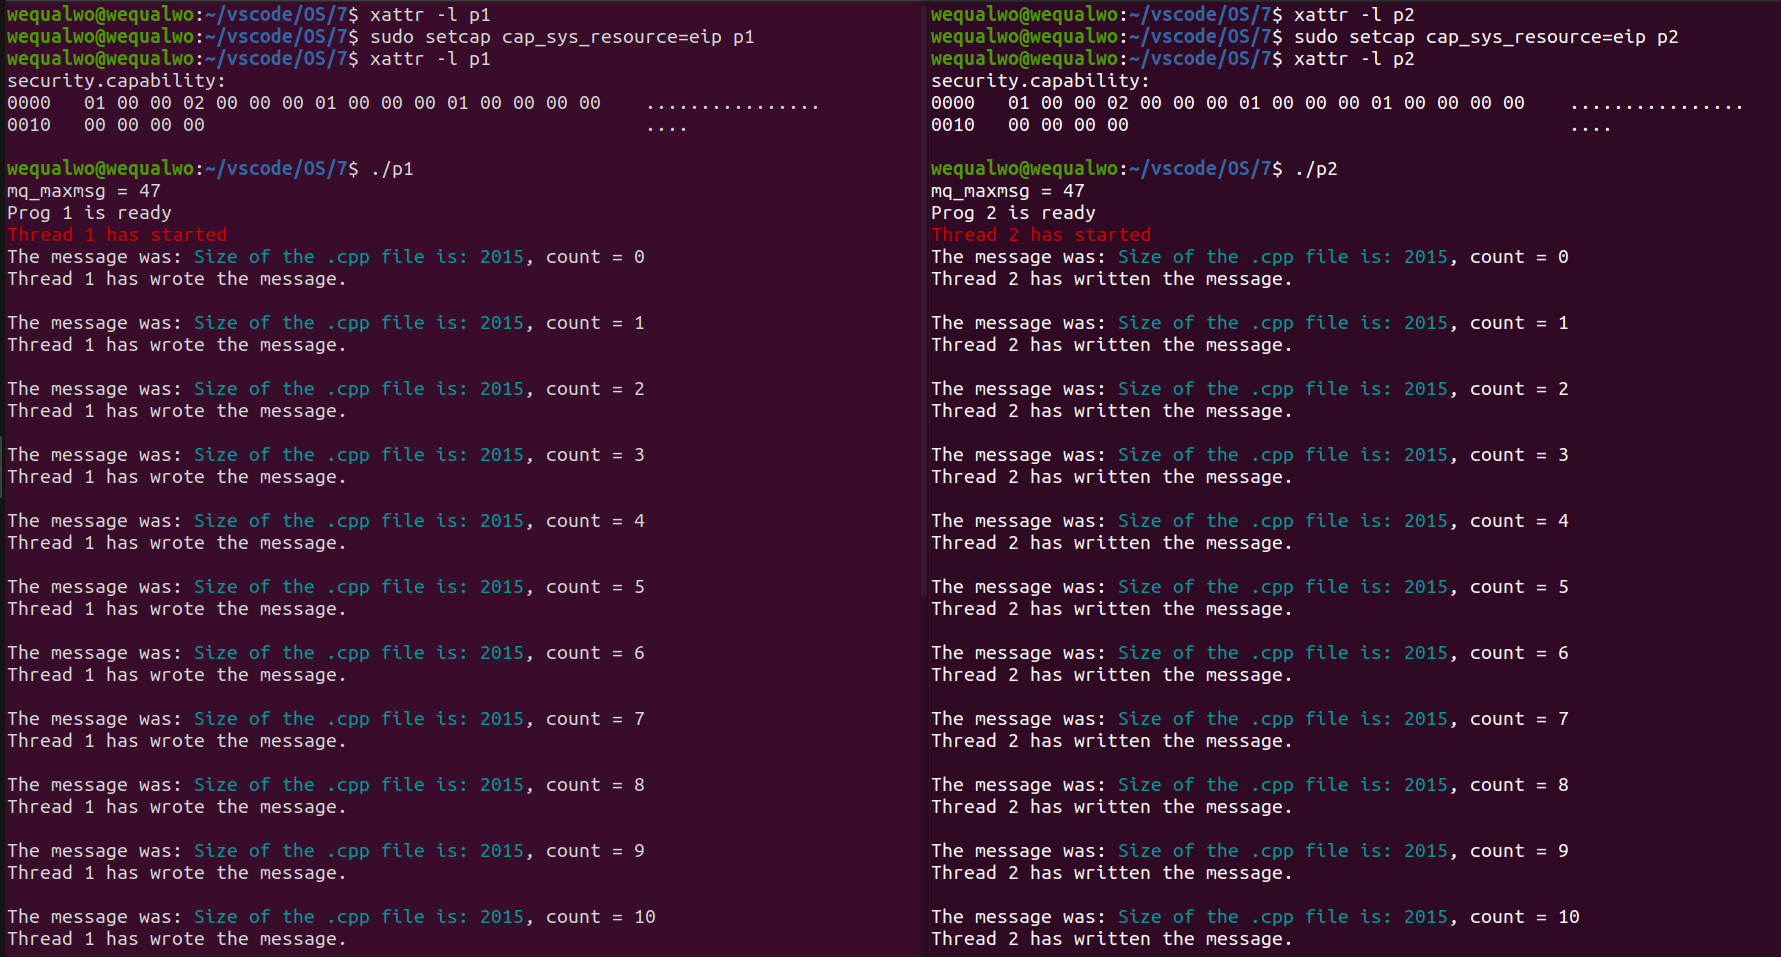 wequalwo@wequalwo:~/vscode/OS/7$ xattr -l p1
wequalwo@wequalwo:~/vscode/OS/7$ sudo setcap cap_sys_resource=eip p1
wequalwo@wequalwo:~/vscode/OS/7$ xattr -l p1
security.capability:
0000   01 00 00 02 00 00 00 01 00 00 00 01 00 00 00 00    ................
0010   00 00 00 00                                        ....

wequalwo@wequalwo:~/vscode/OS/7$ ./p1
mq_maxmsg = 47
Prog 1 is ready
Thread 1 has started
The message was: Size of the .cpp file is: 2015, count = 0
Thread 1 has wrote the message.

The message was: Size of the .cpp file is: 2015, count = 1
Thread 1 has wrote the message.

The message was: Size of the .cpp file is: 2015, count = 2
Thread 1 has wrote the message.

The message was: Size of the .cpp file is: 2015, count = 3
Thread 1 has wrote the message.

The message was: Size of the .cpp file is: 2015, count = 4
Thread 1 has wrote the message.

The message was: Size of the .cpp file is: 2015, count = 5
Thread 1 has wrote the message.

The message was: Size of the .cpp file is: 2015, count = 6
Thread 1 has wrote the message.

The message was: Size of the .cpp file is: 2015, count = 7
Thread 1 has wrote the message.

The message was: Size of the .cpp file is: 2015, count = 8
Thread 1 has wrote the message.

The message was: Size of the .cpp file is: 2015, count = 9
Thread 1 has wrote the message.

The message was: Size of the .cpp file is: 2015, count = 10
Thread 1 has wrote the message.

wequalwo@wequalwo:~/vscode/OS/7$ xattr -l p2
wequalwo@wequalwo:~/vscode/OS/7$ sudo setcap cap_sys_resource=eip p2
wequalwo@wequalwo:~/vscode/OS/7$ xattr -l p2
security.capability:
0000   01 00 00 02 00 00 00 01 00 00 00 01 00 00 00 00    ................
0010   00 00 00 00                                        ....

wequalwo@wequalwo:~/vscode/OS/7$ ./p2
mq_maxmsg = 47
Prog 2 is ready
Thread 2 has started
The message was: Size of the .cpp file is: 2015, count = 0
Thread 2 has written the message.

The message was: Size of the .cpp file is: 2015, count = 1
Thread 2 has written the message.

The message was: Size of the .cpp file is: 2015, count = 2
Thread 2 has written the message.

The message was: Size of the .cpp file is: 2015, count = 3
Thread 2 has written the message.

The message was: Size of the .cpp file is: 2015, count = 4
Thread 2 has written the message.

The message was: Size of the .cpp file is: 2015, count = 5
Thread 2 has written the message.

The message was: Size of the .cpp file is: 2015, count = 6
Thread 2 has written the message.

The message was: Size of the .cpp file is: 2015, count = 7
Thread 2 has written the message.

The message was: Size of the .cpp file is: 2015, count = 8
Thread 2 has written the message.

The message was: Size of the .cpp file is: 2015, count = 9
Thread 2 has written the message.

The message was: Size of the .cpp file is: 2015, count = 10
Thread 2 has written the message.